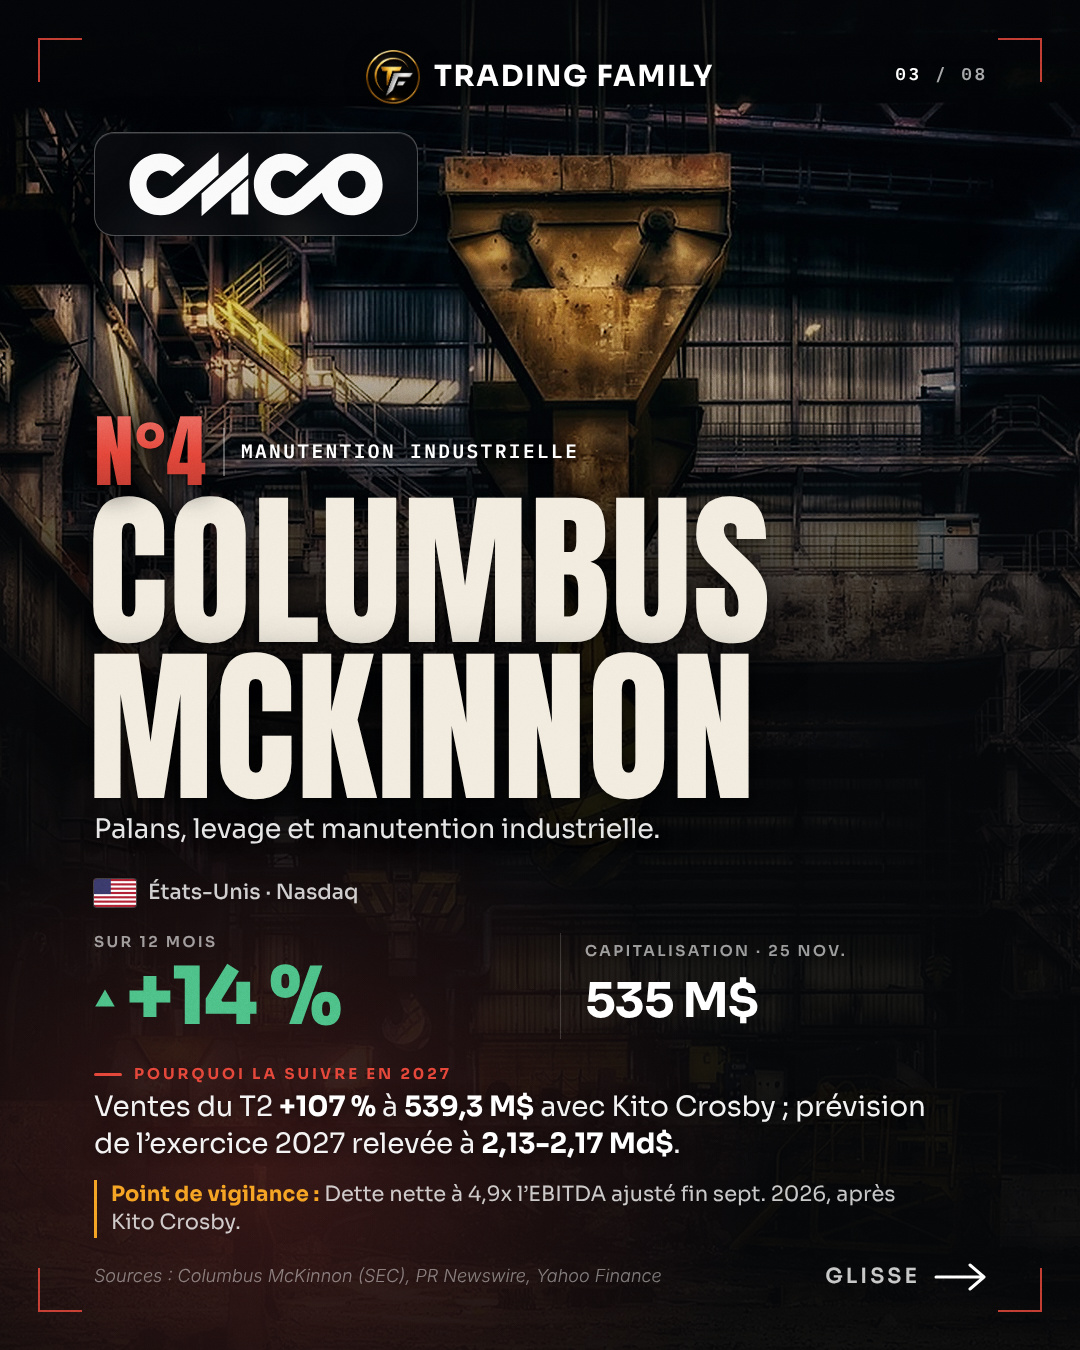 TF TRADING FAMILY
03 / 08
CMCO
N°4 MANUTENTION INDUSTRIELLE
COLUMBUS
MCKINNON
Palans, levage et manutention industrielle.
États-Unis · Nasdaq
SUR 12 MOIS
▲ +14 %
CAPITALISATION · 25 NOV.
535 M$
POURQUOI LA SUIVRE EN 2027
Ventes du T2 +107 % à 539,3 M$ avec Kito Crosby ; prévision
de l’exercice 2027 relevée à 2,13–2,17 Md$.
Point de vigilance : Dette nette à 4,9x l’EBITDA ajusté fin sept. 2026, après
Kito Crosby.
Sources : Columbus McKinnon (SEC), PR Newswire, Yahoo Finance
GLISSE →